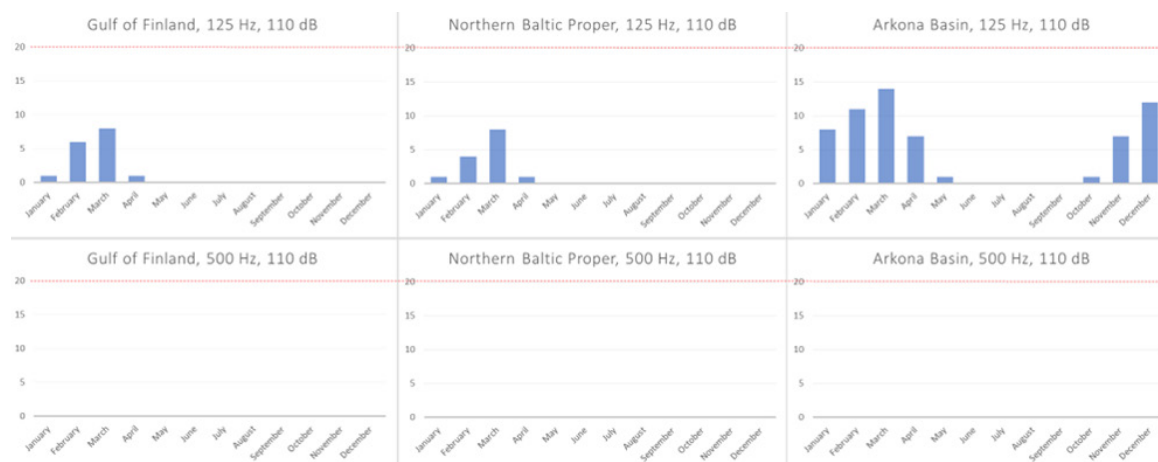 Gulf of Finland, 125 Hz, 110 dB
20
15
10
5
0
January
February
March
April
May
June
July
August
September
October
November
December
Northern Baltic Proper, 125 Hz, 110 dB
20
15
10
5
0
January
February
March
April
May
June
July
August
September
October
November
December
Arkona Basin, 125 Hz, 110 dB
20
15
10
5
0
January
February
March
April
May
June
July
August
September
October
November
December
Gulf of Finland, 500 Hz, 110 dB
20
15
10
5
0
January
February
March
April
May
June
July
August
September
October
November
December
Northern Baltic Proper, 500 Hz, 110 dB
20
15
10
5
0
January
February
March
April
May
June
July
August
September
October
November
December
Arkona Basin, 500 Hz, 110 dB
20
15
10
5
0
January
February
March
April
May
June
July
August
September
October
November
December